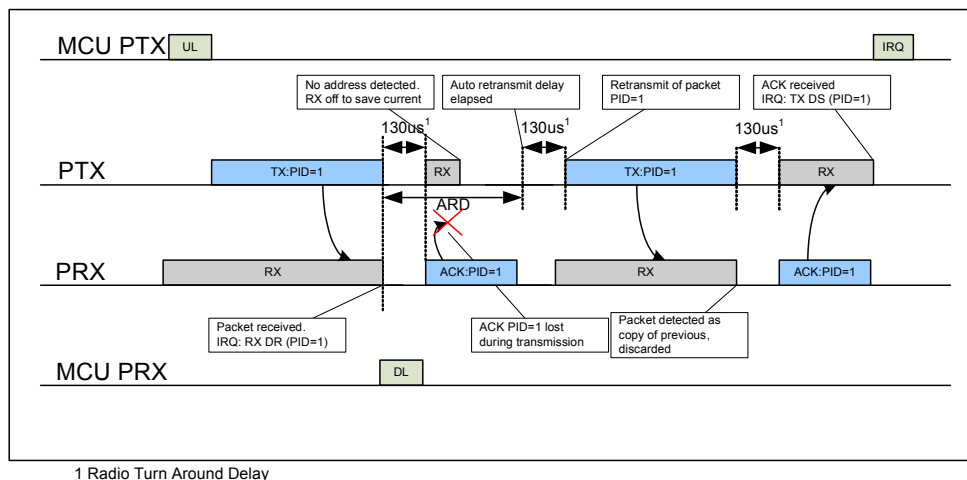 MCU PTX
UL
IRQ
No address detected.
RX off to save current
Auto retransmit delay
elapsed
Retransmit of packet
PID=1
ACK received
IRQ: TX DS (PID=1)
130us1
130us1
130us1
PTX
TX:PID=1
RX
TX:PID=1
RX
ARD
PRX
RX
ACK:PID=1
RX
ACK:PID=1
Packet received.
IRQ: RX DR (PID=1)
ACK PID=1 lost
during transmission
Packet detected as
copy of previous,
discarded
MCU PRX
DL
1 Radio Turn Around Delay